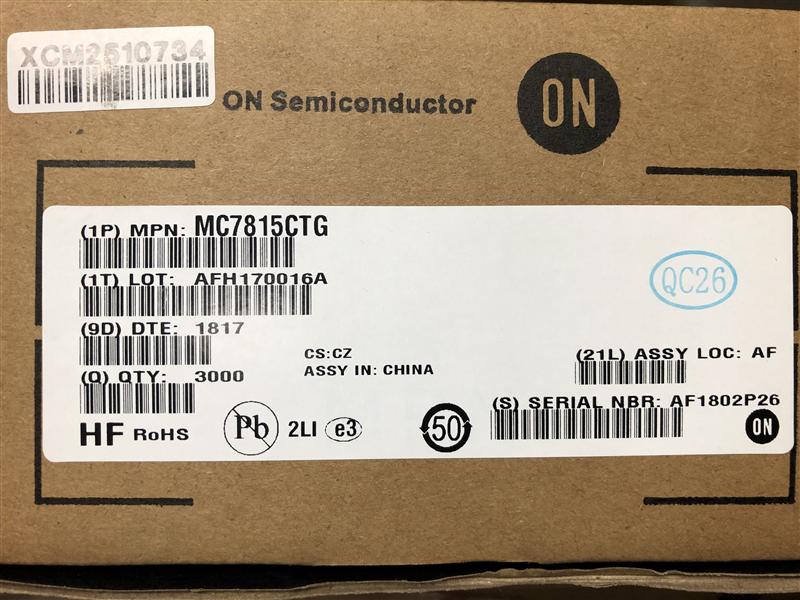 XCM2510734
ON Semiconductor
ON
(1P) MPN: MC7815CTG
(1T) LOT: AFH170016A
QC26
(9D) DTE: 1817
CS:CZ
(21L) ASSY LOC: AF
(Q) QTY: 3000
ASSY IN: CHINA
(S) SERIAL NBR: AF1802P26
HF RoHS
Pb
2LI
e3
50
ON